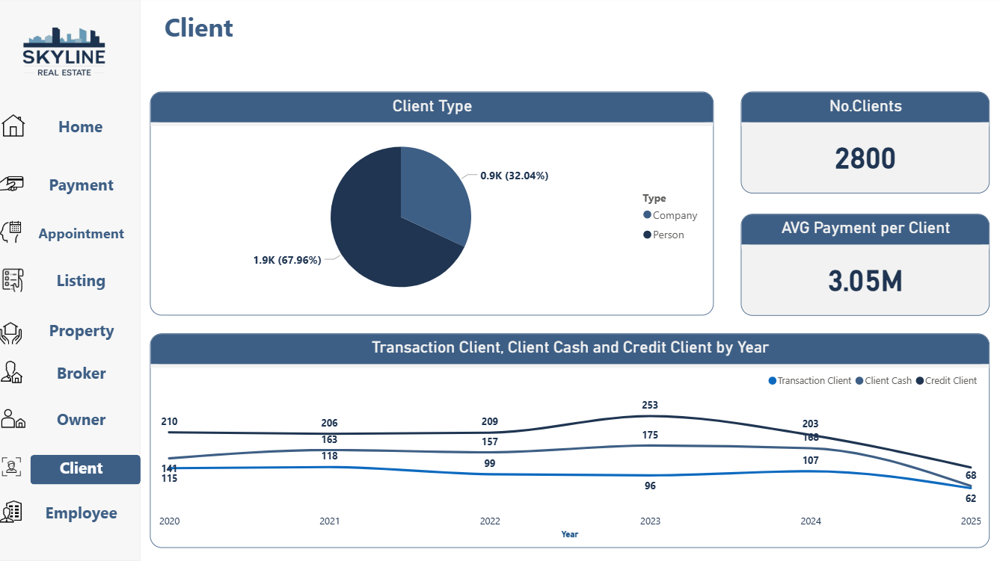 SKYLINE
REAL ESTATE
Home
Payment
Appointment
Listing
Property
Broker
Owner
Client
Employee
Client
Client Type
0.9K (32.04%)
1.9K (67.96%)
Type
Company
Person
No.Clients
2800
AVG Payment per Client
3.05M
Transaction Client, Client Cash and Credit Client by Year
Transaction Client Client Cash Credit Client
210 206 209 253 203
141 163 157 175 168 68
115 118 99 96 107 62
2020 2021 2022 2023 2024 2025
Year